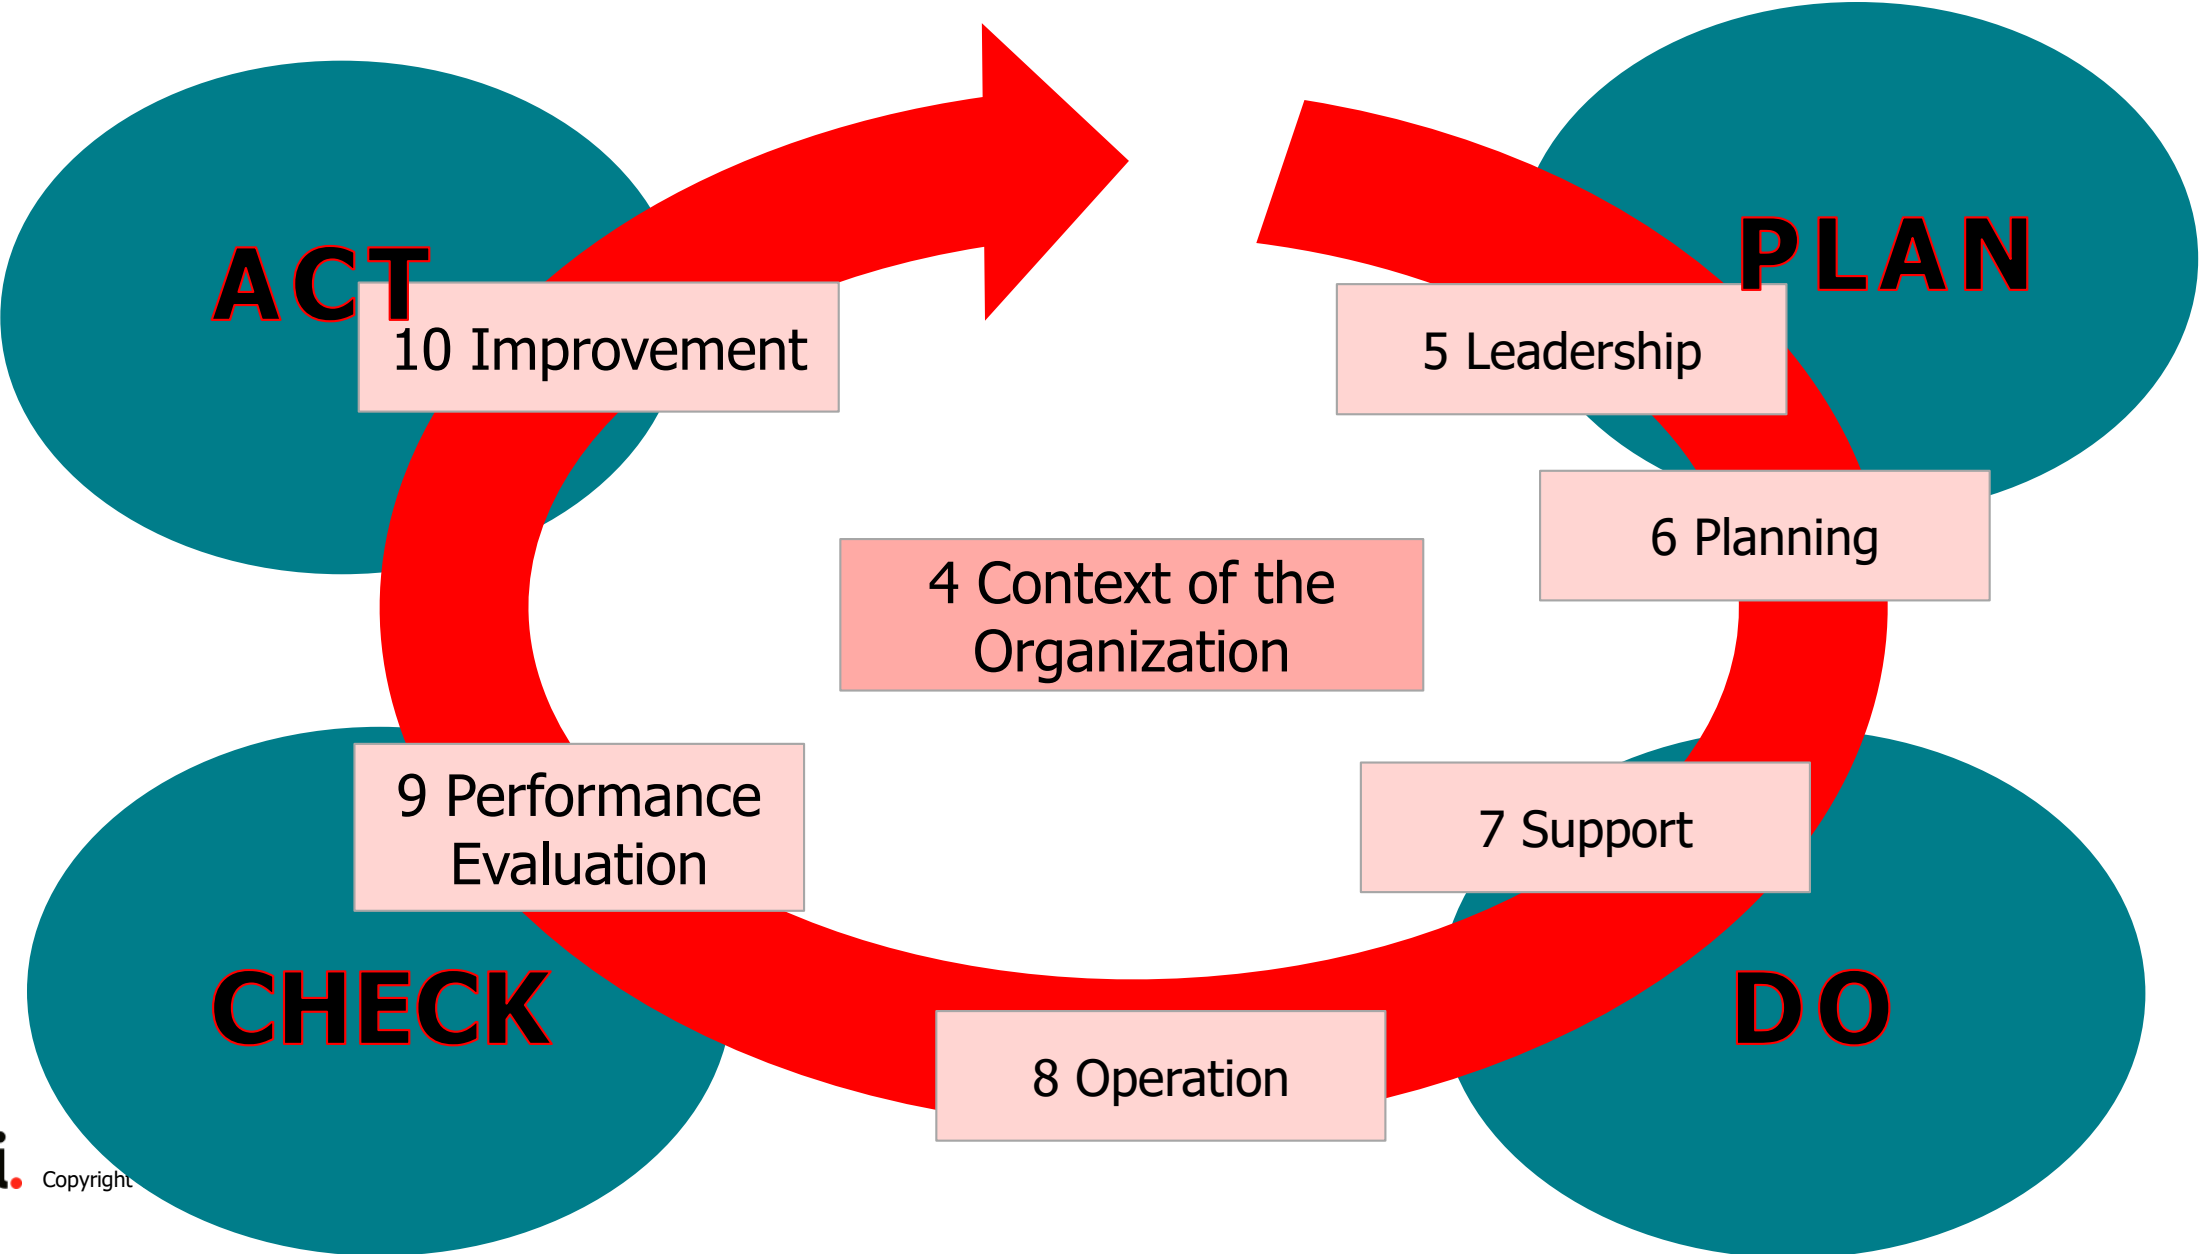 ACT
PLAN
10 Improvement
5 Leadership
6 Planning
4 Context of the
Organization
9 Performance
Evaluation
7 Support
CHECK
DO
8 Operation
i.
Copyright